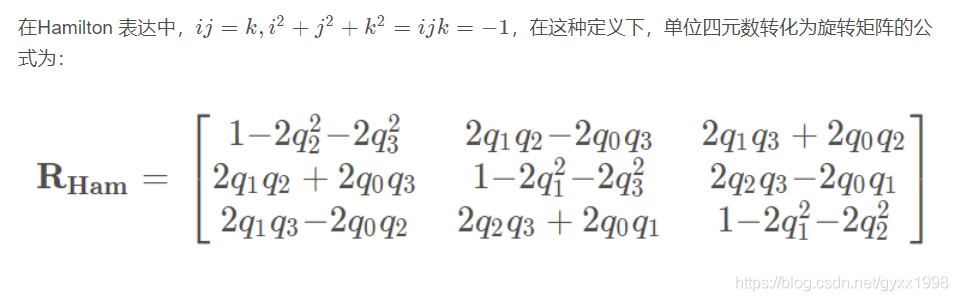 在Hamilton 表达中，ij = k, i² + j² + k² = ijk = −1，在这种定义下，单位四元数转化为旋转矩阵的公
式为：
R_Ham = [ 1−2q₂²−2q₃² 2q₁q₂−2q₀q₃ 2q₁q₃ + 2q₀q₂
2q₁q₂ + 2q₀q₃ 1−2q₁²−2q₃² 2q₂q₃−2q₀q₁
2q₁q₃−2q₀q₂ 2q₂q₃ + 2q₀q₁ 1−2q₁²−2q₂² ]
https://blog.csdn.net/gyxx1998